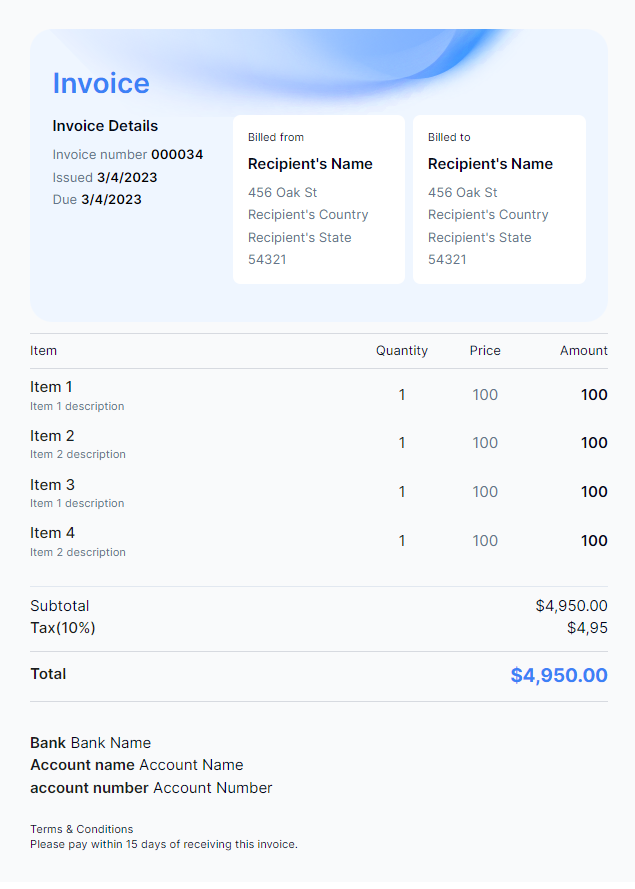 Invoice
Invoice Details
Invoice number 000034
Issued 3/4/2023
Due 3/4/2023
Billed from
Recipient's Name
456 Oak St
Recipient's Country
Recipient's State
54321
Billed to
Recipient's Name
456 Oak St
Recipient's Country
Recipient's State
54321
Item Quantity Price Amount
Item 1 1 100 100
Item 1 description
Item 2 1 100 100
Item 2 description
Item 3 1 100 100
Item 1 description
Item 4 1 100 100
Item 2 description
Subtotal $4,950.00
Tax(10%) $4,95
Total $4,950.00
Bank Bank Name
Account name Account Name
account number Account Number
Terms & Conditions
Please pay within 15 days of receiving this invoice.